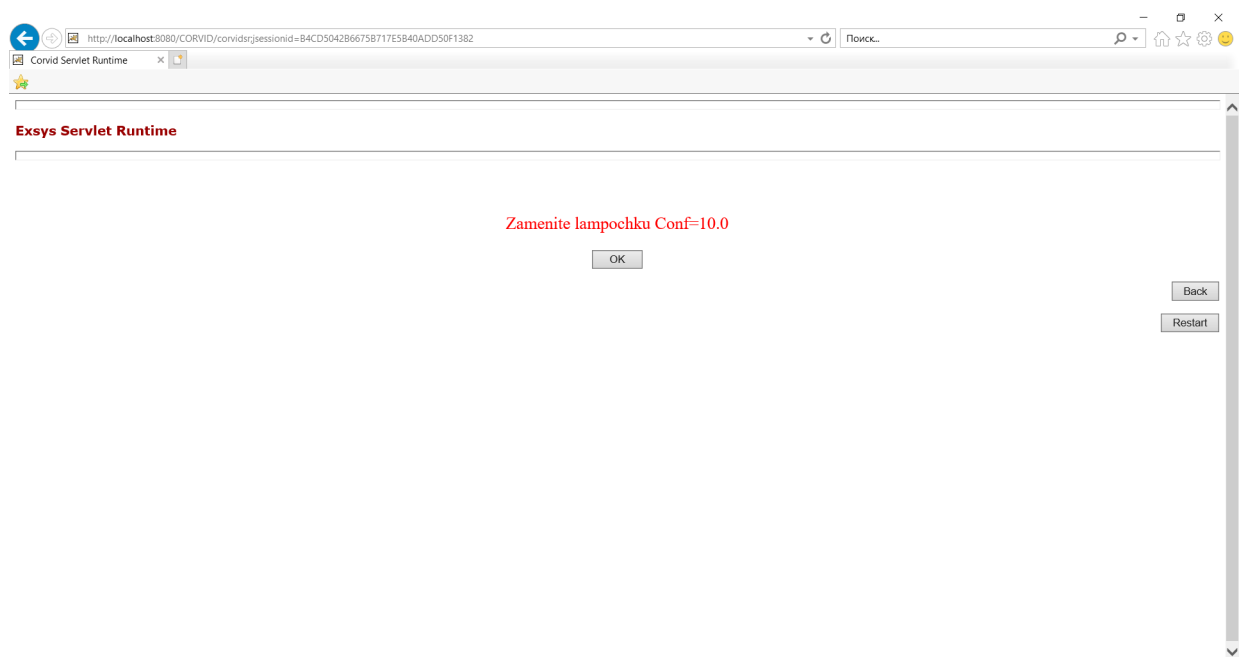 http://localhost:8080/CORVID/corvidsr;jsessionid=B4CD5042B6675B717E5B40ADD50F1382
Поиск...
Corvid Servlet Runtime
Exsys Servlet Runtime
Zamenite lampochku Conf=10.0
OK
Back
Restart